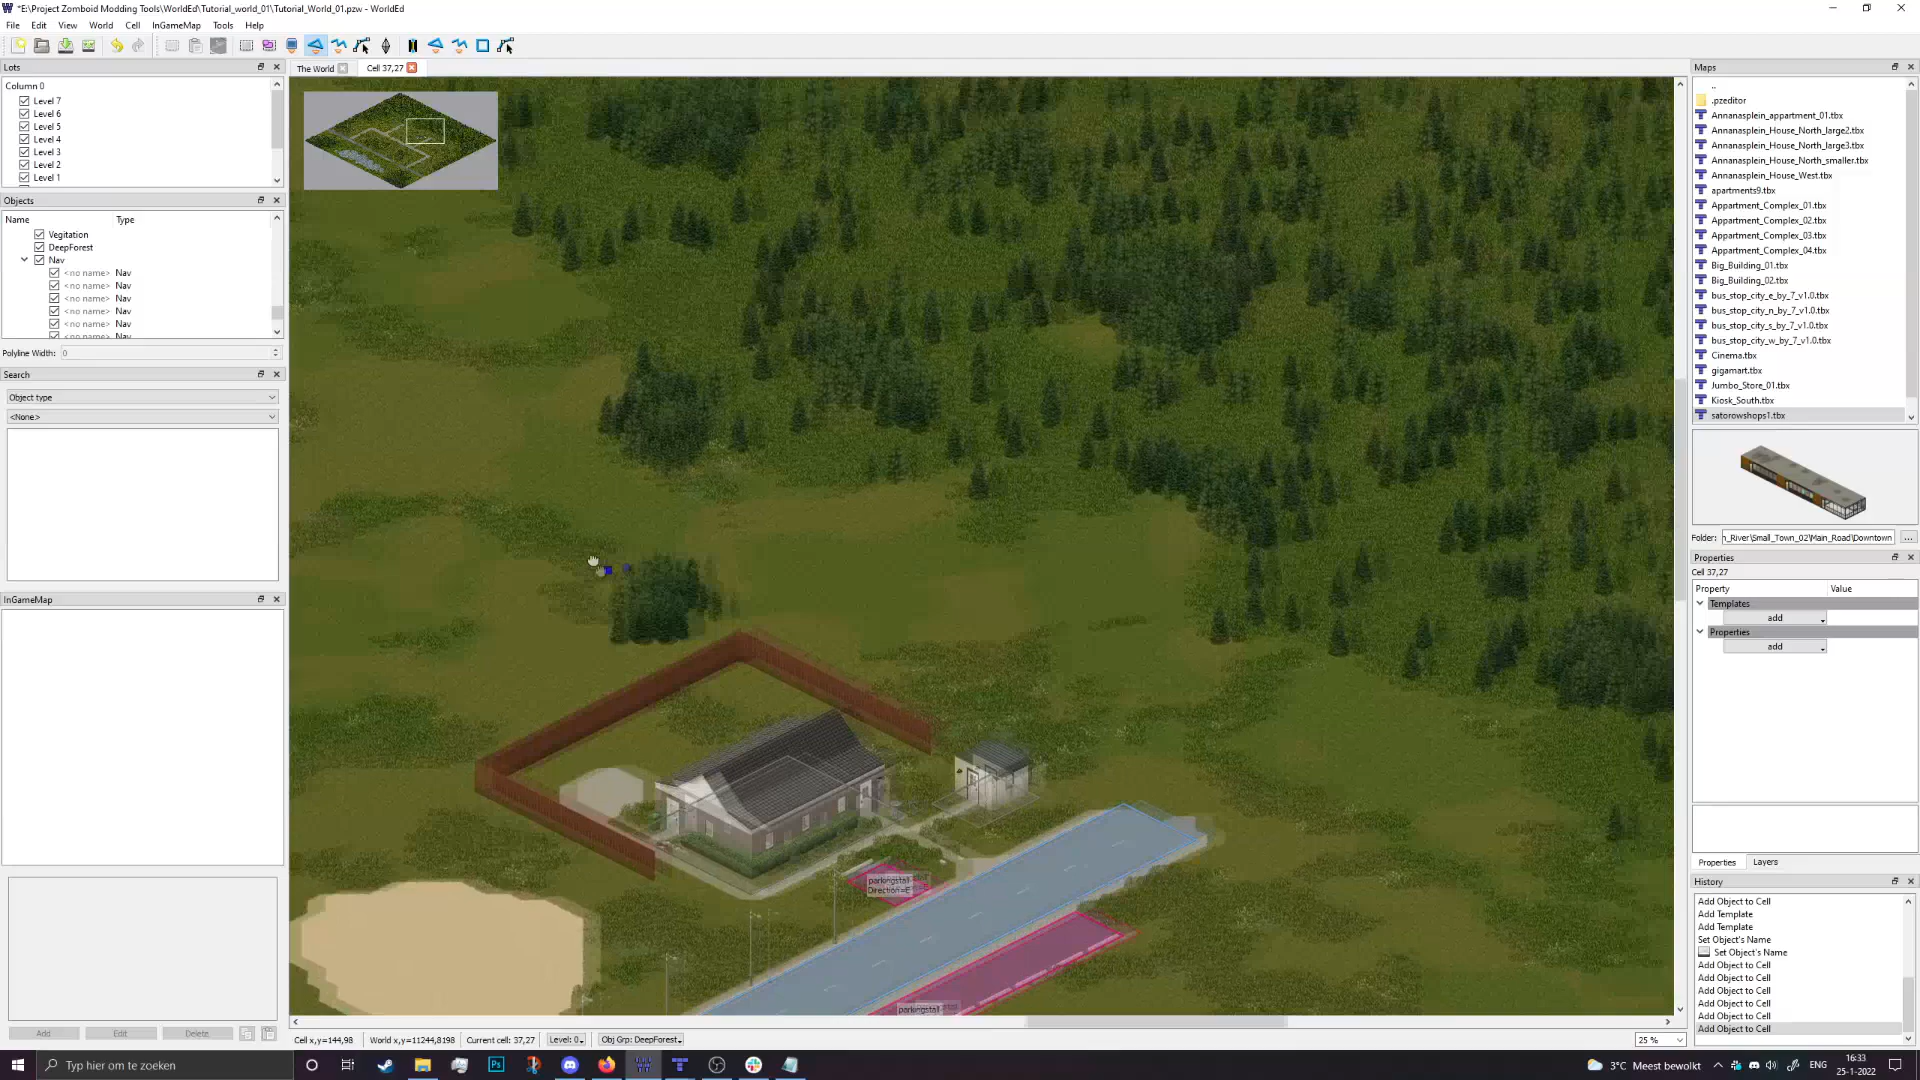 *E:\Project Zomboid Modding Tools\WorldEd\Tutorial_world_01\Tutorial_World_01.pzw - WorldEd
File Edit View World Cell InGameMap Tools Help
Lots
Column 0
Level 7
Level 6
Level 5
Level 4
Level 3
Level 2
Level 1
Objects
Name Type
Vegitation
DeepForest
Nav
<no name> Nav
<no name> Nav
<no name> Nav
<no name> Nav
<no name> Nav
<no name> Nav
Polyline Width: 0
Search
Object type
<None>
InGameMap
Add Edit Delete
The World Cell 37,27
parkingstall
Direction=E
parkingstall
Cell x,y=144,98 World x,y=11244,8198 Current cell: 37,27 Level: 0 Obj Grp: DeepForest 25 %
Maps
..
.pzeditor
Annanasplein_appartment_01.tbx
Annanasplein_House_North_large2.tbx
Annanasplein_House_North_large3.tbx
Annanasplein_House_North_smaller.tbx
Annanasplein_House_West.tbx
apartments9.tbx
Appartment_Complex_01.tbx
Appartment_Complex_02.tbx
Appartment_Complex_03.tbx
Appartment_Complex_04.tbx
Big_Building_01.tbx
Big_Building_02.tbx
bus_stop_city_e_by_7_v1.0.tbx
bus_stop_city_n_by_7_v1.0.tbx
bus_stop_city_s_by_7_v1.0.tbx
bus_stop_city_w_by_7_v1.0.tbx
Cinema.tbx
gigamart.tbx
Jumbo_Store_01.tbx
Kiosk_South.tbx
satorowshops1.tbx
Folder: n_River\Small_Town_02\Main_Road\Downtown ...
Properties
Cell 37,27
Property Value
Templates
add
Properties
add
Properties Layers
History
Add Object to Cell
Add Template
Add Template
Set Object's Name
Set Object's Name
Add Object to Cell
Add Object to Cell
Add Object to Cell
Add Object to Cell
Add Object to Cell
Add Object to Cell
Typ hier om te zoeken
3°C Meest bewolkt
ENG
16:33
25-1-2022